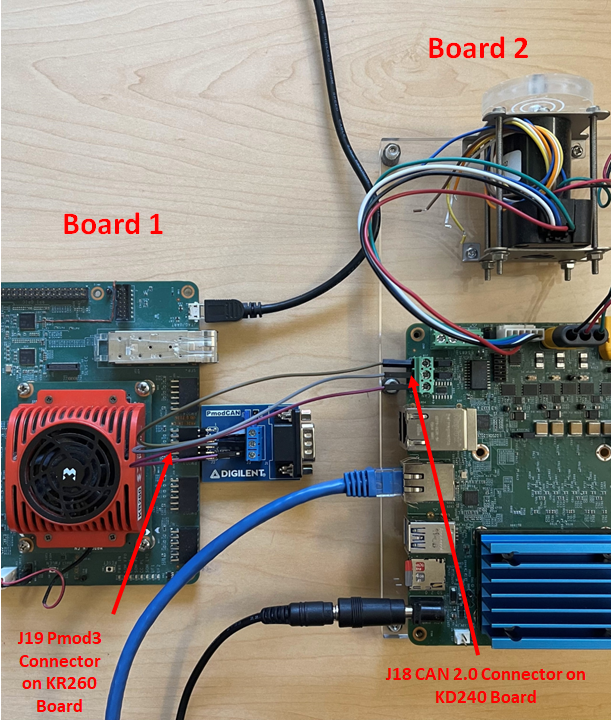 Board 2
Board 1
PmodCAN
DIGILENT
J19 Pmod3
Connector
on KR260
Board
J18 CAN 2.0 Connector on
KD240 Board